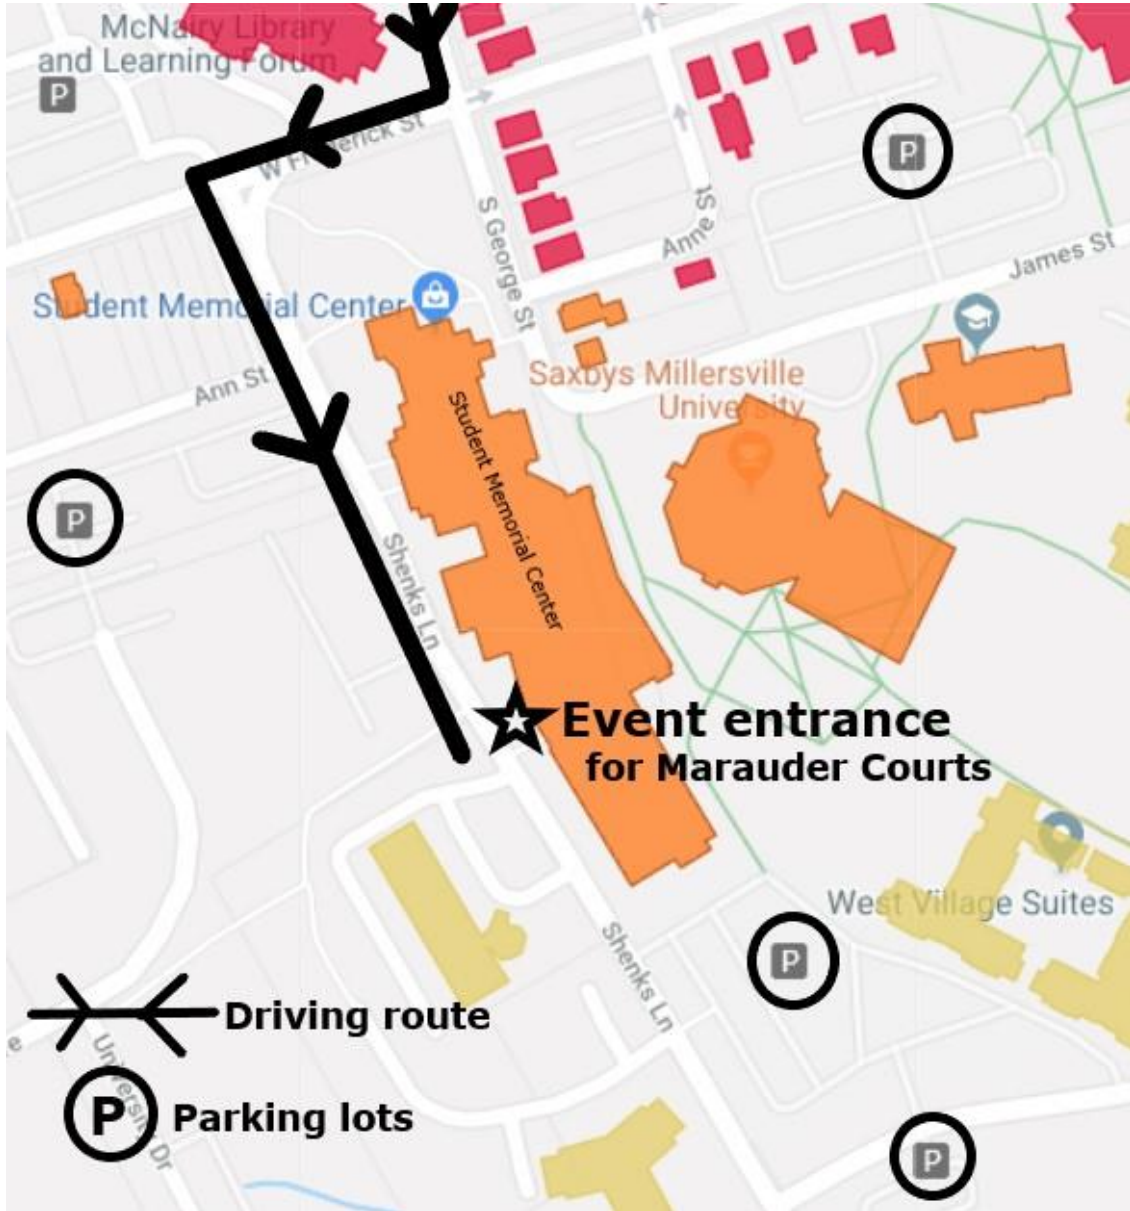 McNairy Library
and Learning Forum
P
P
W Frederick St
S George St
Anne St
James St
Student Memorial Center
Ann St
Saxbys Millersville
University
Student Memorial Center
P
Shenks Ln
Event entrance
for Marauder Courts
West Village Suites
P
Shenks Ln
Driving route
e
University Dr
P
Parking lots
P